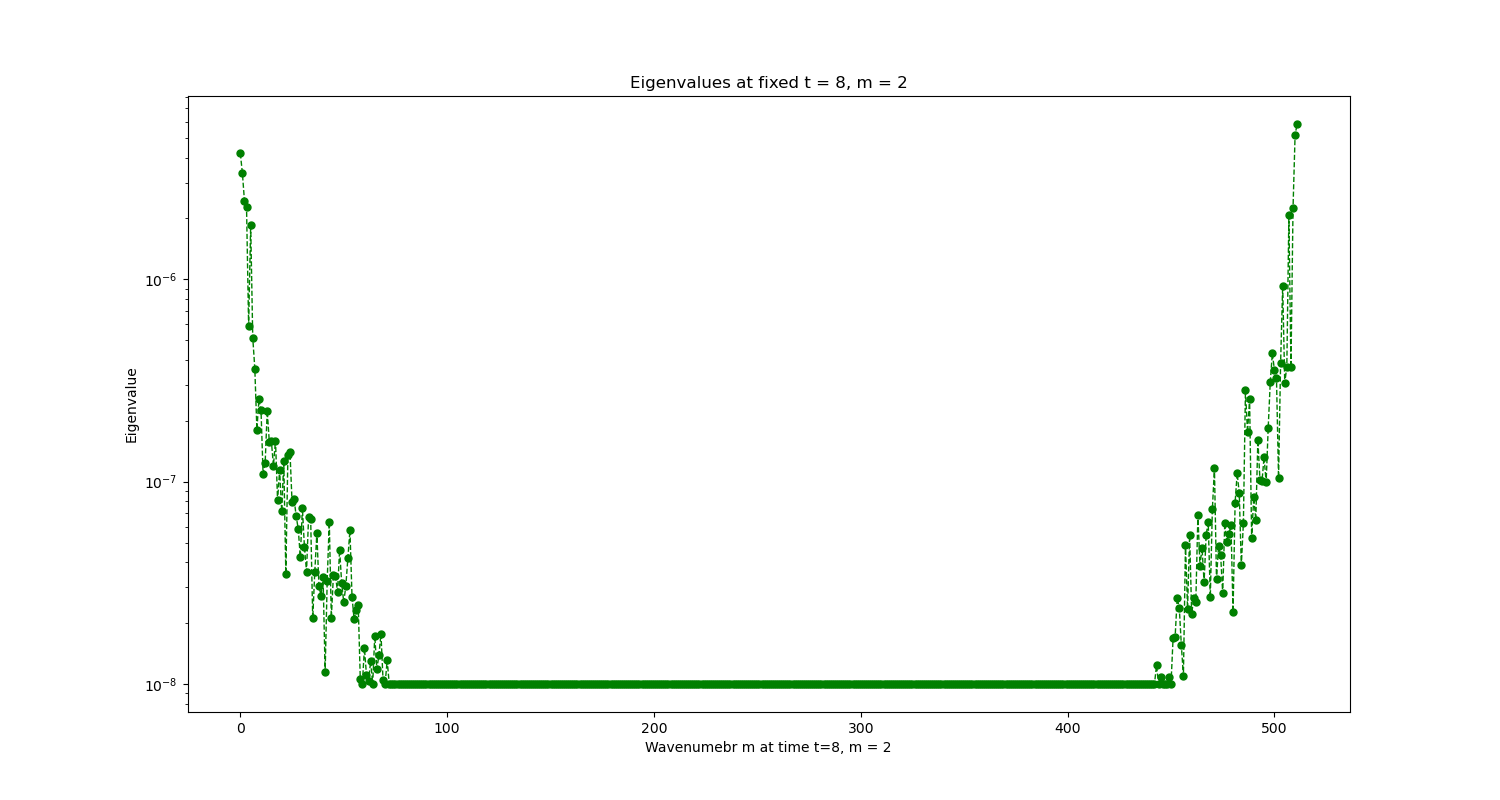 Eigenvalues at fixed t = 8, m = 2
Eigenvalue
10⁻⁶
10⁻⁷
10⁻⁸
0 100 200 300 400 500
Wavenumebr m at time t=8, m = 2